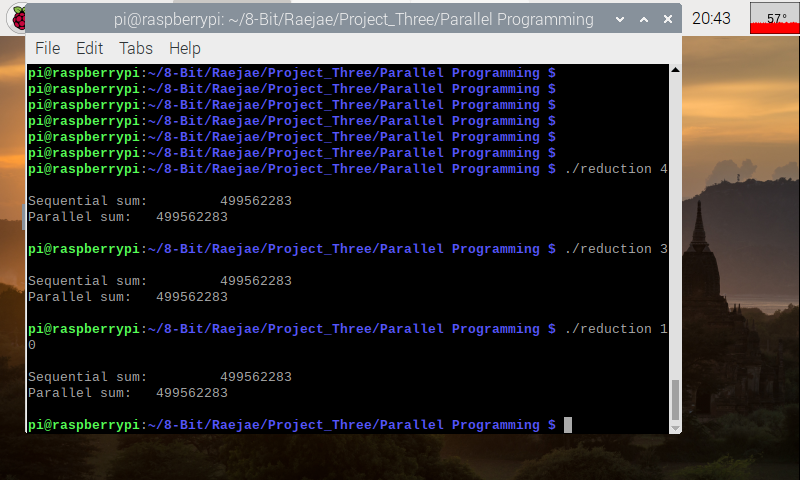 pi@raspberrypi: ~/8-Bit/Raejae/Project_Three/Parallel Programming
20:43
57°
File Edit Tabs Help
pi@raspberrypi:~/8-Bit/Raejae/Project_Three/Parallel Programming $
pi@raspberrypi:~/8-Bit/Raejae/Project_Three/Parallel Programming $
pi@raspberrypi:~/8-Bit/Raejae/Project_Three/Parallel Programming $
pi@raspberrypi:~/8-Bit/Raejae/Project_Three/Parallel Programming $
pi@raspberrypi:~/8-Bit/Raejae/Project_Three/Parallel Programming $
pi@raspberrypi:~/8-Bit/Raejae/Project_Three/Parallel Programming $
pi@raspberrypi:~/8-Bit/Raejae/Project_Three/Parallel Programming $ ./reduction 4
Sequential sum: 499562283
Parallel sum: 499562283
pi@raspberrypi:~/8-Bit/Raejae/Project_Three/Parallel Programming $ ./reduction 3
Sequential sum: 499562283
Parallel sum: 499562283
pi@raspberrypi:~/8-Bit/Raejae/Project_Three/Parallel Programming $ ./reduction 1
0
Sequential sum: 499562283
Parallel sum: 499562283
pi@raspberrypi:~/8-Bit/Raejae/Project_Three/Parallel Programming $